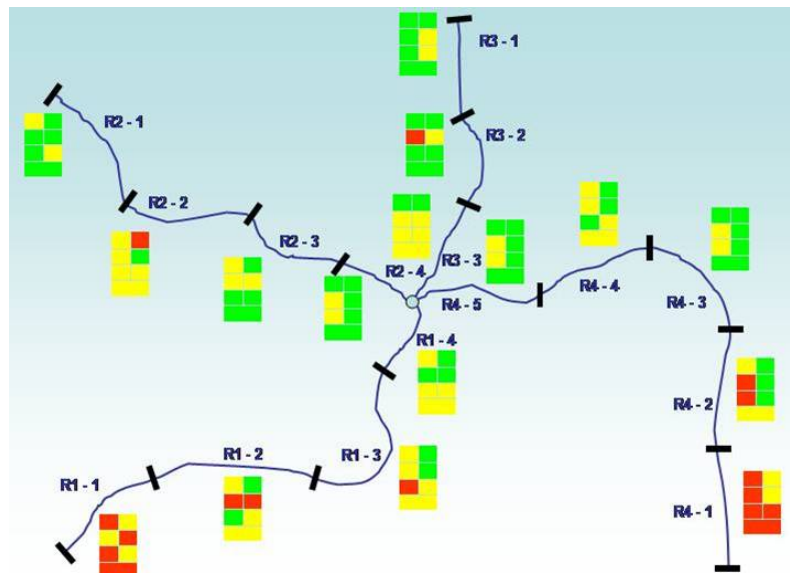 R3 - 1
R2 - 1
R3 - 2
R2 - 2
R2 - 3
R3 - 3
R2 - 4
R4 - 4
R4 - 5
R4 - 3
R1 - 4
R4 - 2
R1 - 2
R1 - 3
R1 - 1
R4 - 1